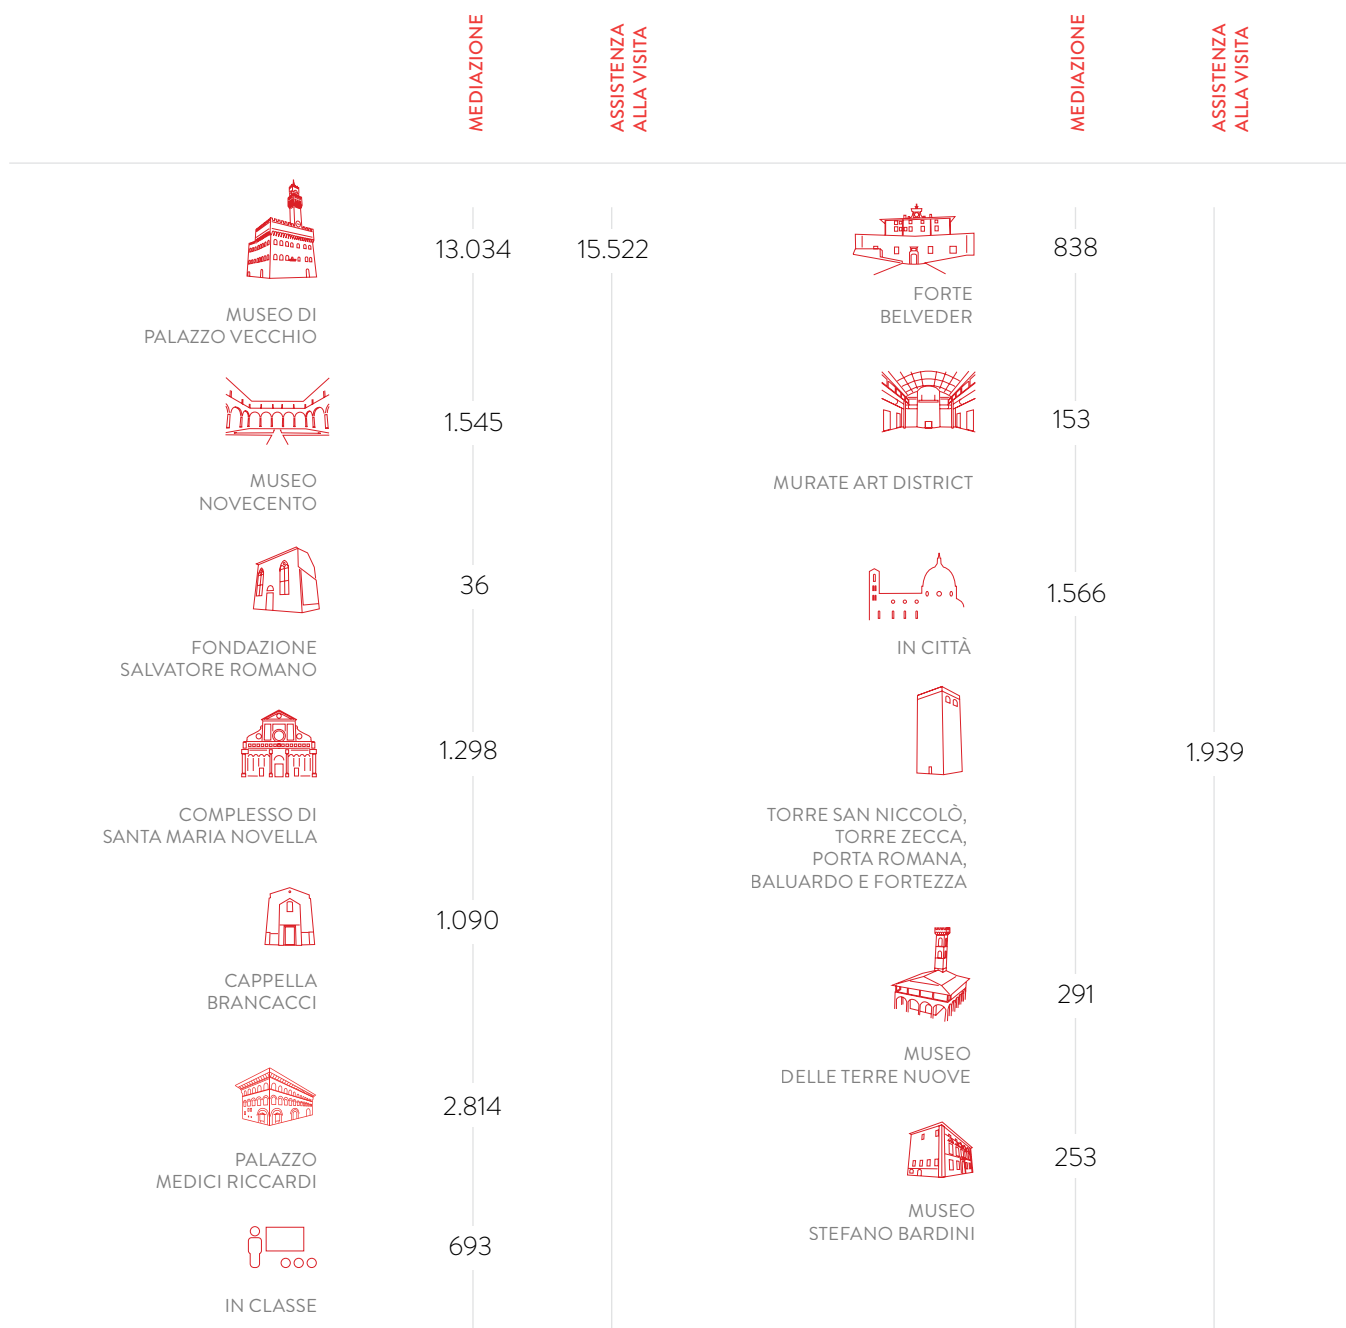 MEDIAZIONE
ASSISTENZA
ALLA VISITA
MEDIAZIONE
ASSISTENZA
ALLA VISITA
13.034
15.522
MUSEO DI
PALAZZO VECCHIO
1.545
MUSEO
NOVECENTO
36
FONDAZIONE
SALVATORE ROMANO
1.298
COMPLESSO DI
SANTA MARIA NOVELLA
1.090
CAPPELLA
BRANCACCI
2.814
PALAZZO
MEDICI RICCARDI
693
IN CLASSE
838
FORTE
BELVEDER
153
MURATE ART DISTRICT
1.566
IN CITTÀ
1.939
TORRE SAN NICCOLÒ,
TORRE ZECCA,
PORTA ROMANA,
BALUARDO E FORTEZZA
291
MUSEO
DELLE TERRE NUOVE
253
MUSEO
STEFANO BARDINI